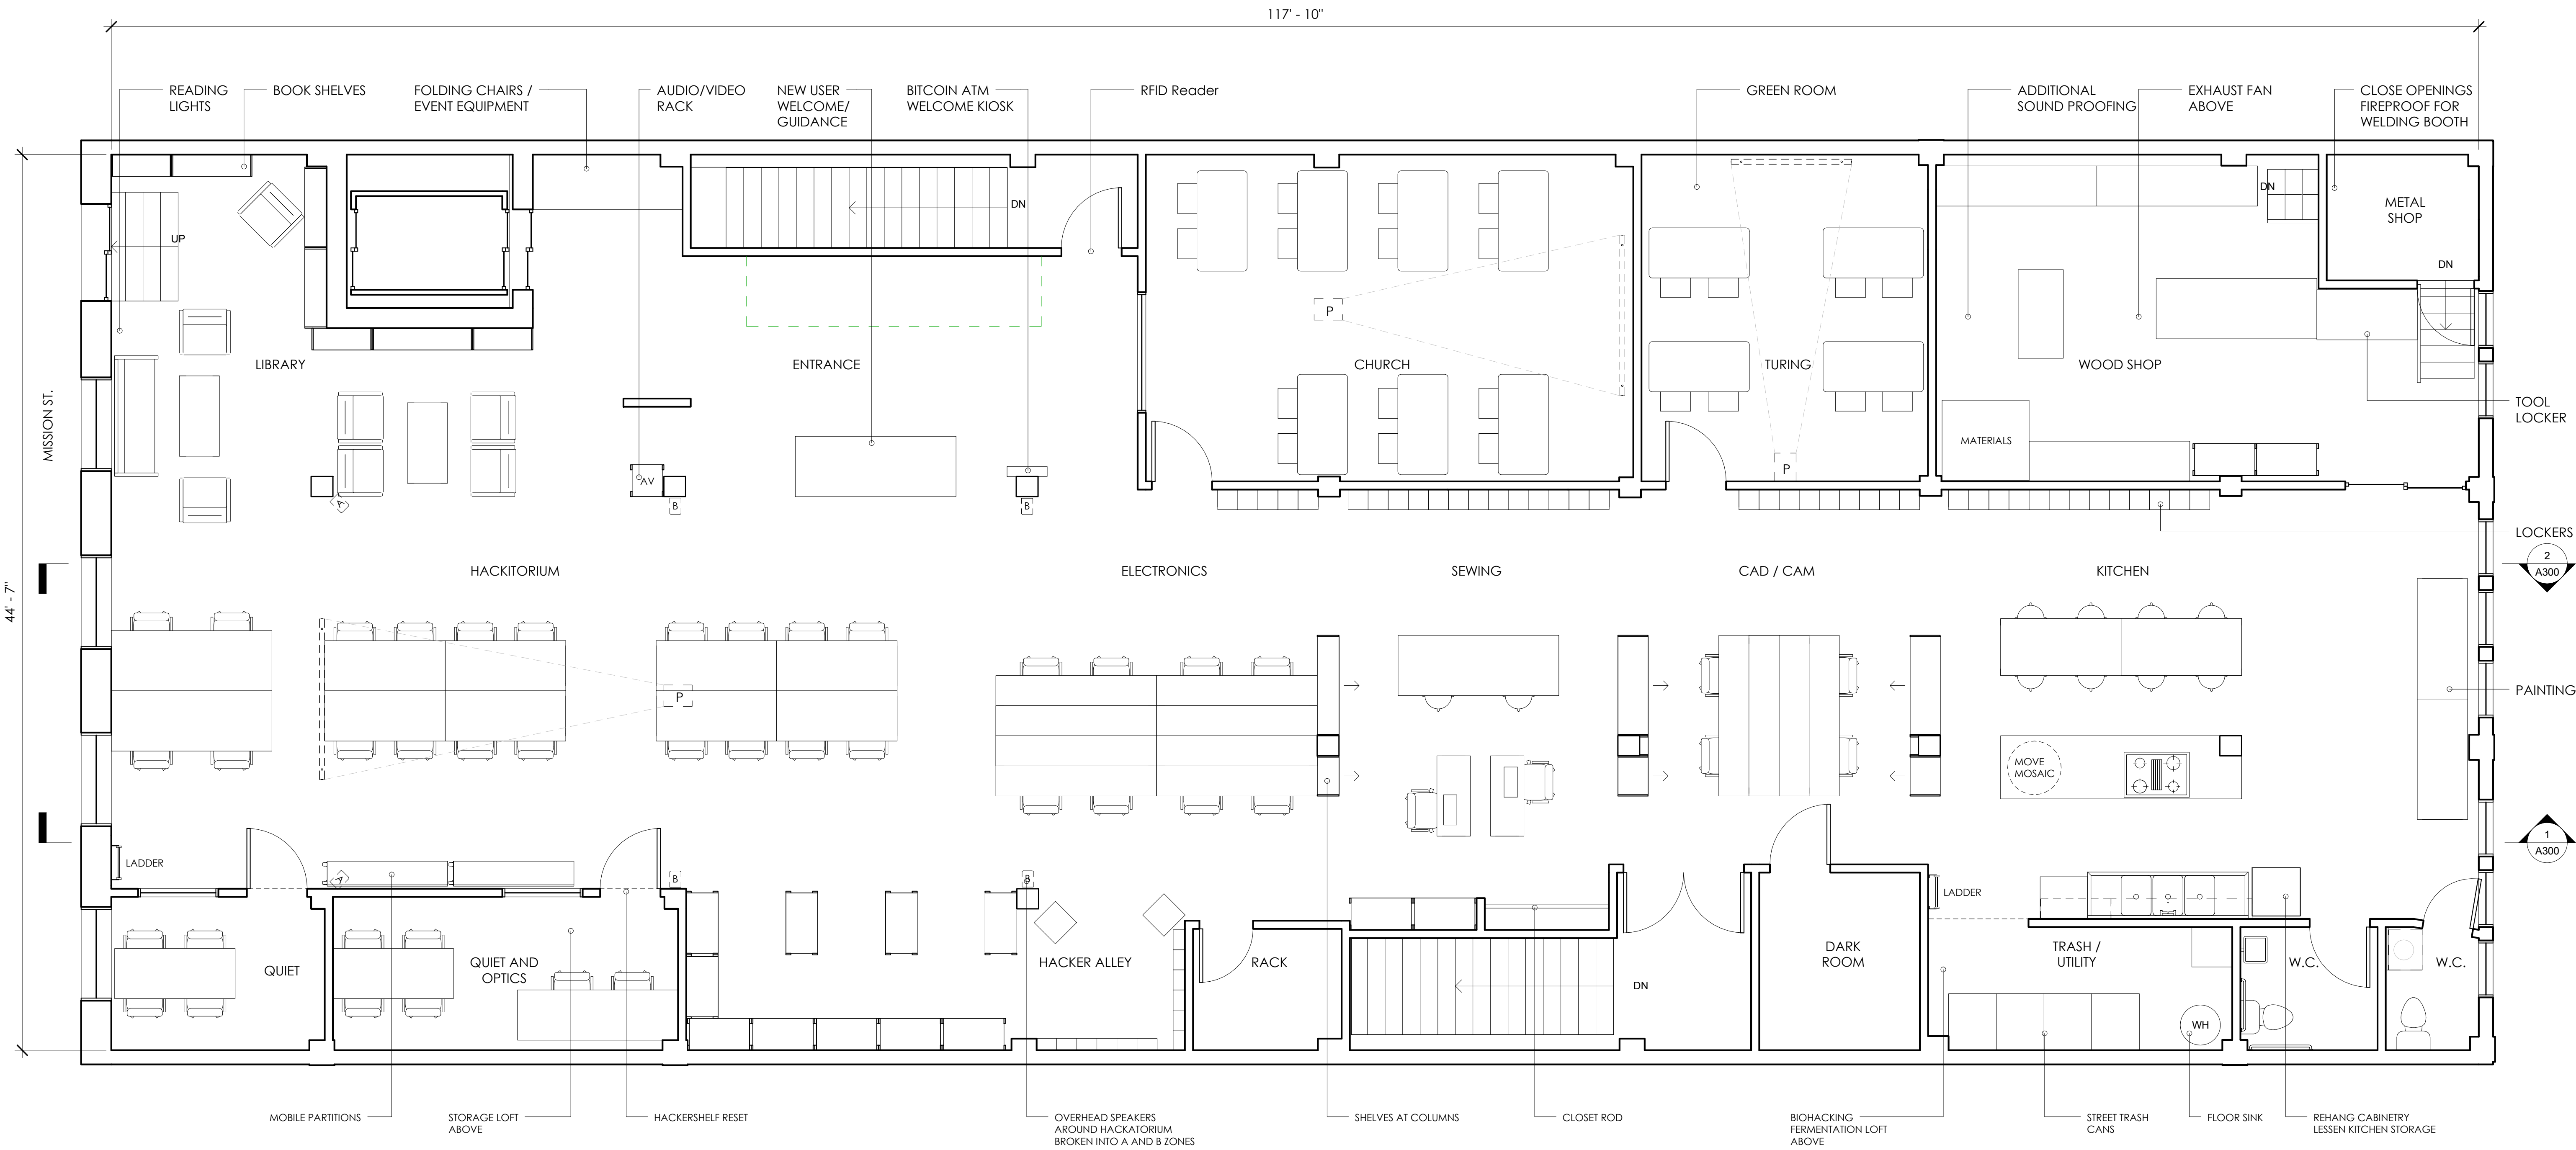 117' - 10"
READING
LIGHTS
BOOK SHELVES
FOLDING CHAIRS /
EVENT EQUIPMENT
AUDIO/VIDEO
RACK
NEW USER
WELCOME/
GUIDANCE
BITCOIN ATM
WELCOME KIOSK
RFID Reader
GREEN ROOM
ADDITIONAL
SOUND PROOFING
EXHAUST FAN
ABOVE
CLOSE OPENINGS
FIREPROOF FOR
WELDING BOOTH
DN
DN
METAL
SHOP
UP
DN
P
LIBRARY
ENTRANCE
CHURCH
TURING
WOOD SHOP
MISSION ST.
TOOL
LOCKER
MATERIALS
P
AV
A
B
B
LOCKERS
44' - 7"
HACKITORIUM
ELECTRONICS
SEWING
CAD / CAM
KITCHEN
2
A300
P
PAINTING
MOVE
MOSAIC
1
A300
LADDER
A
B
B
LADDER
QUIET
QUIET AND
OPTICS
HACKER ALLEY
RACK
DN
DARK
ROOM
TRASH /
UTILITY
W.C.
W.C.
WH
MOBILE PARTITIONS
STORAGE LOFT
ABOVE
HACKERSHELF RESET
OVERHEAD SPEAKERS
AROUND HACKATORIUM
BROKEN INTO A AND B ZONES
SHELVES AT COLUMNS
CLOSET ROD
BIOHACKING
FERMENTATION LOFT
ABOVE
STREET TRASH
CANS
FLOOR SINK
REHANG CABINETRY
LESSEN KITCHEN STORAGE